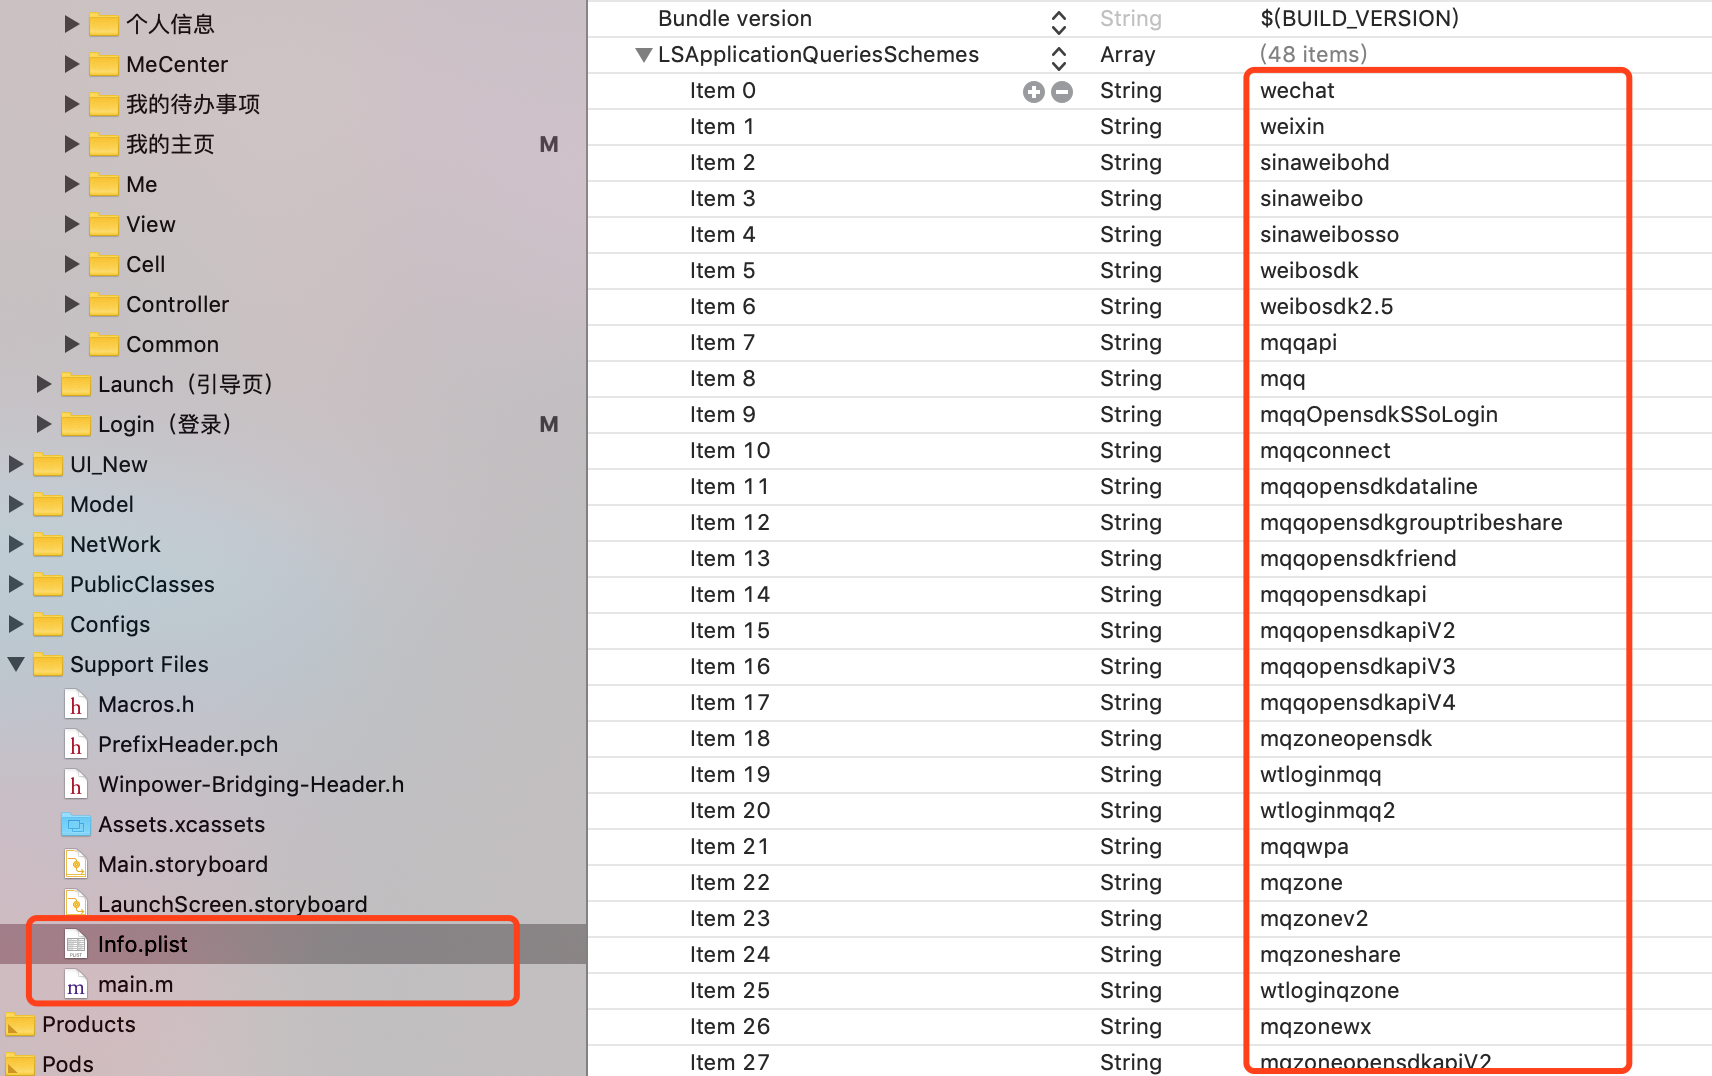 个人信息
MeCenter
我的待办事项
我的主页 M
Me
View
Cell
Controller
Common
Launch（引导页）
Login（登录） M
UI_New
Model
NetWork
PublicClasses
Configs
Support Files
h Macros.h
h PrefixHeader.pch
h Winpower-Bridging-Header.h
Assets.xcassets
Main.storyboard
LaunchScreen.storyboard
PLIST Info.plist
m main.m
Products
Pods
Bundle version String $(BUILD_VERSION)
LSApplicationQueriesSchemes Array (48 items)
Item 0 String wechat
Item 1 String weixin
Item 2 String sinaweibohd
Item 3 String sinaweibo
Item 4 String sinaweibosso
Item 5 String weibosdk
Item 6 String weibosdk2.5
Item 7 String mqqapi
Item 8 String mqq
Item 9 String mqqOpensdkSSoLogin
Item 10 String mqqconnect
Item 11 String mqqopensdkdataline
Item 12 String mqqopensdkgrouptribeshare
Item 13 String mqqopensdkfriend
Item 14 String mqqopensdkapi
Item 15 String mqqopensdkapiV2
Item 16 String mqqopensdkapiV3
Item 17 String mqqopensdkapiV4
Item 18 String mqzoneopensdk
Item 19 String wtloginmqq
Item 20 String wtloginmqq2
Item 21 String mqqwpa
Item 22 String mqzone
Item 23 String mqzonev2
Item 24 String mqzoneshare
Item 25 String wtloginqzone
Item 26 String mqzonewx
Item 27 String mqzoneopensdkapiV2